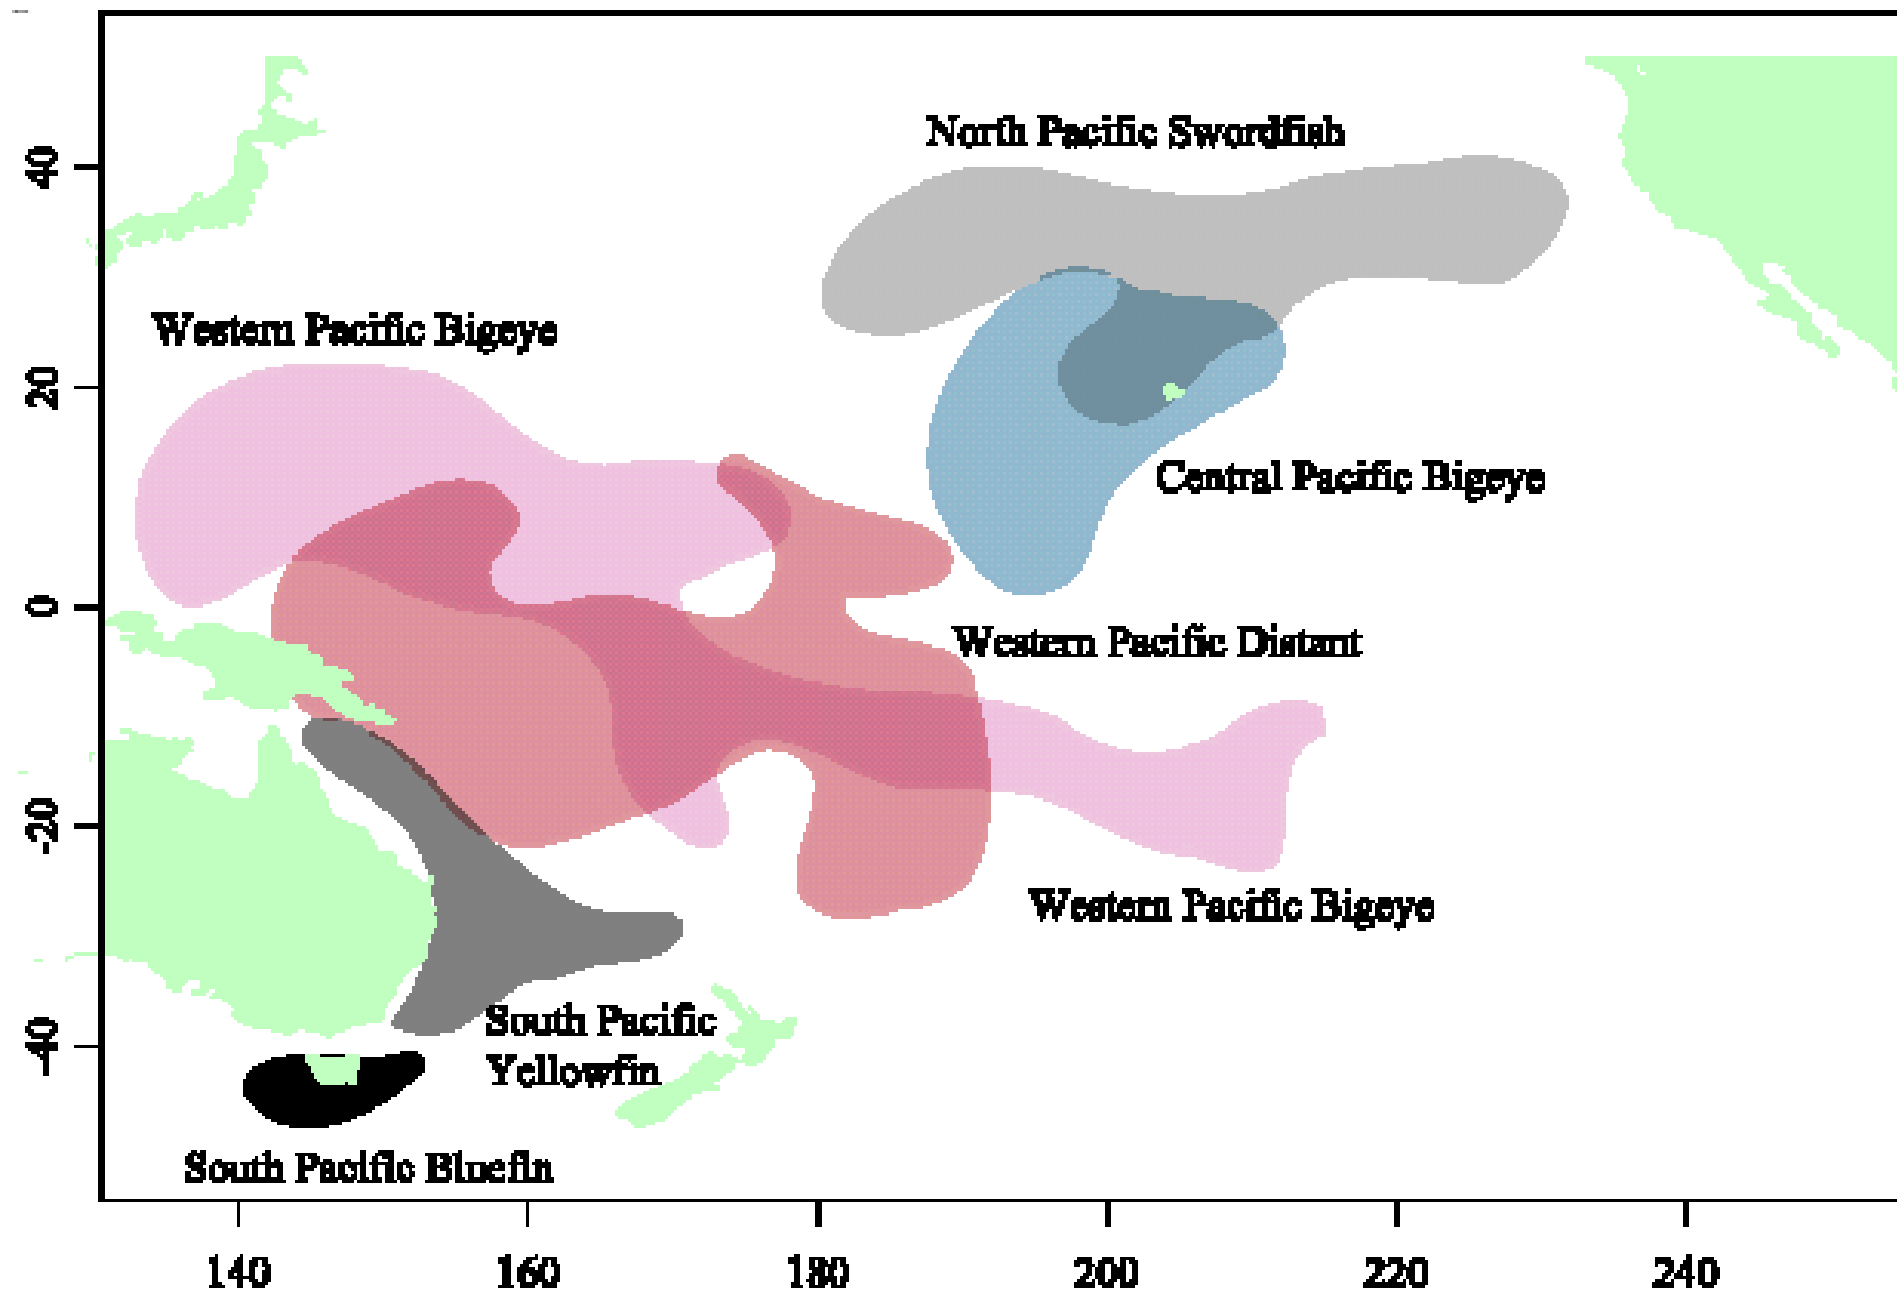 North Pacific Swordfish
40
Western Pacific Bigeye
20
Central Pacific Bigeye
0
Western Pacific Distant
-20
Western Pacific Bigeye
South Pacific
Yellowfin
-40
South Pacific Bluefin
140 160 180 200 220 240